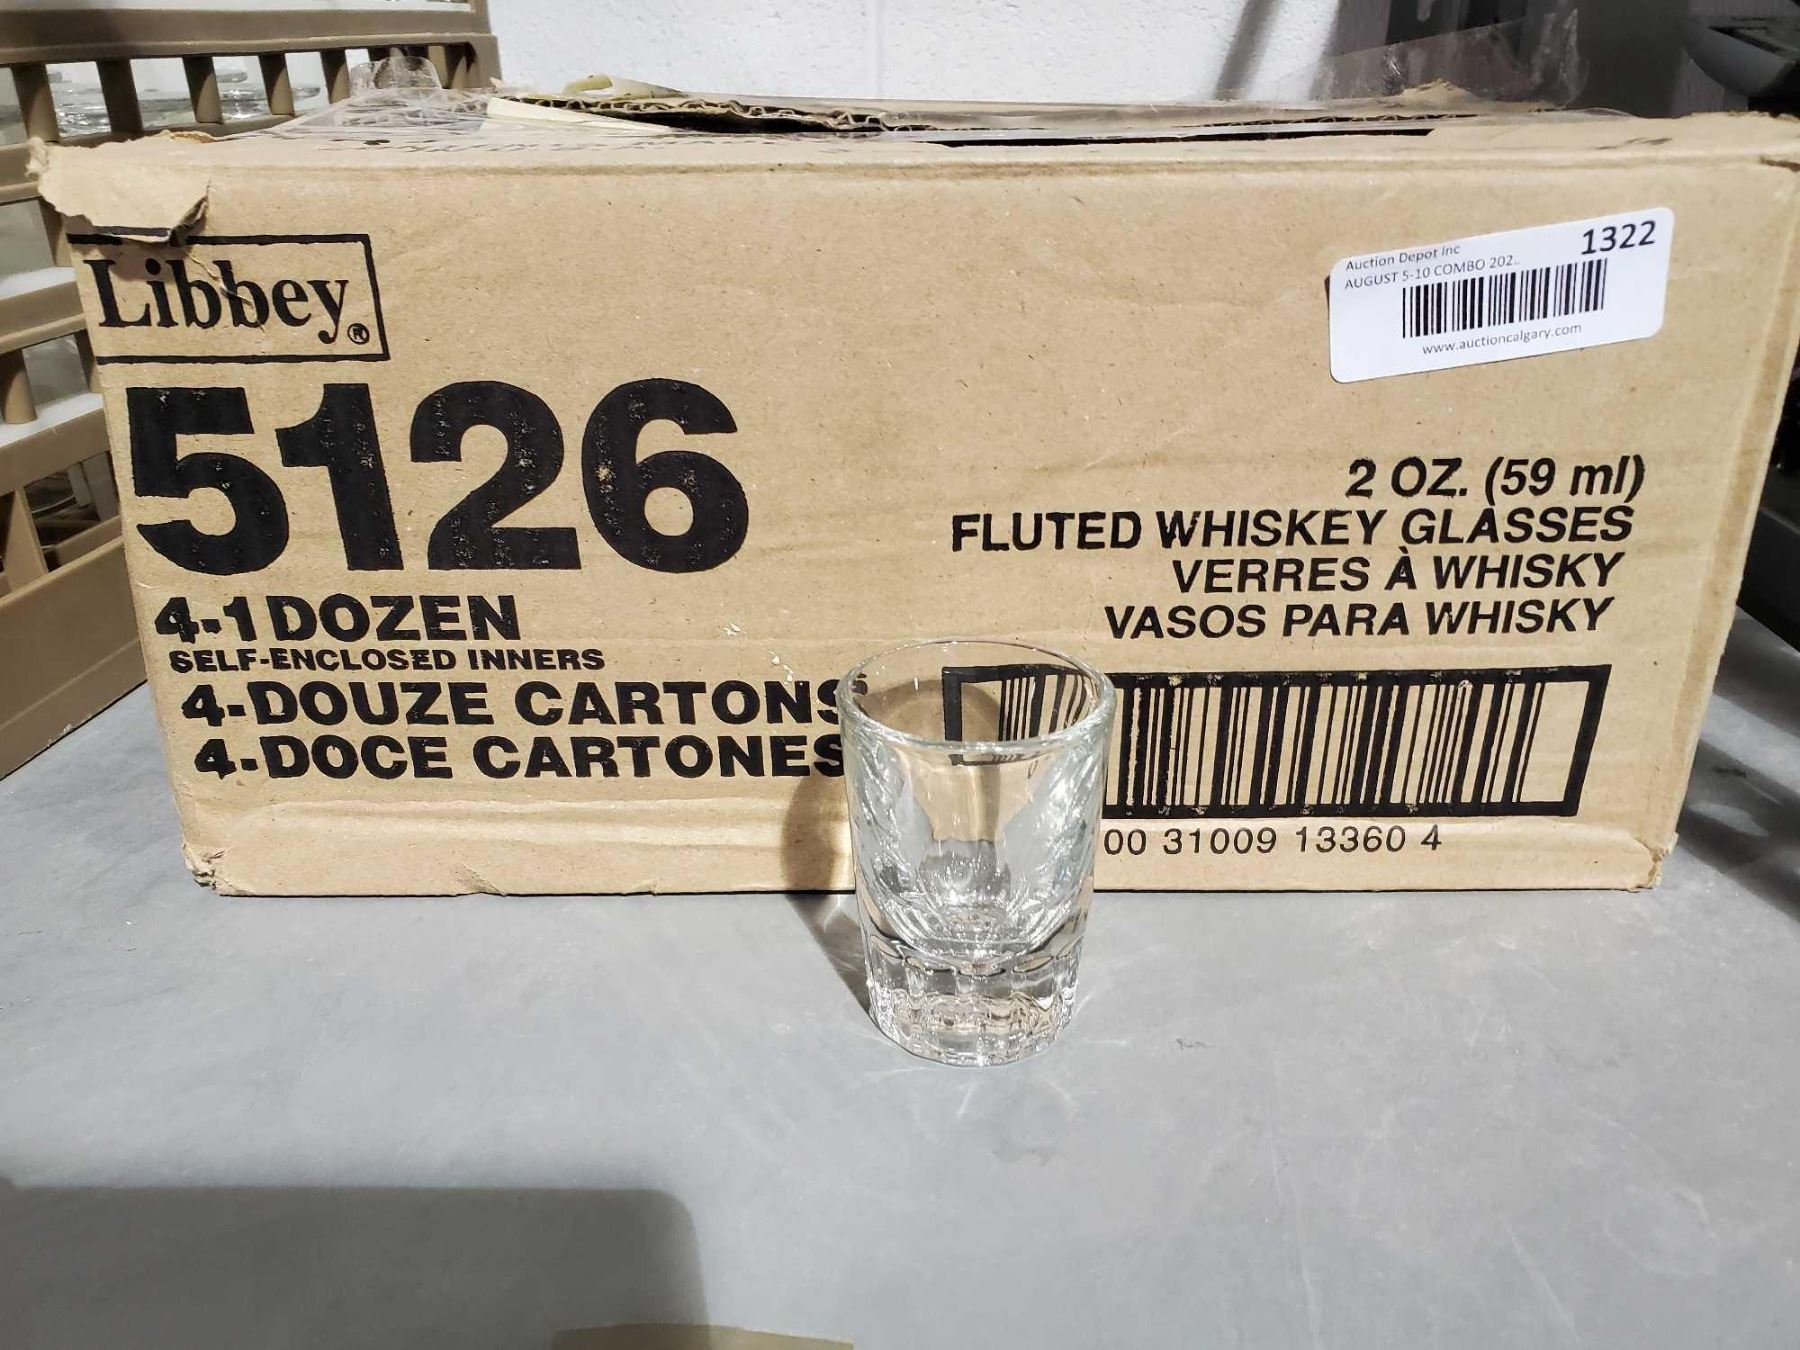 Libbey®
5126
4-1 DOZEN
SELF-ENCLOSED INNERS
4-DOUZE CARTONS
4-DOCE CARTONES
Auction Depot Inc
1322
AUGUST 5-10 COMBO 202..
www.auctioncalgary.com
2 OZ. (59 ml)
FLUTED WHISKEY GLASSES
VERRES À WHISKY
VASOS PARA WHISKY
00 31009 13360 4